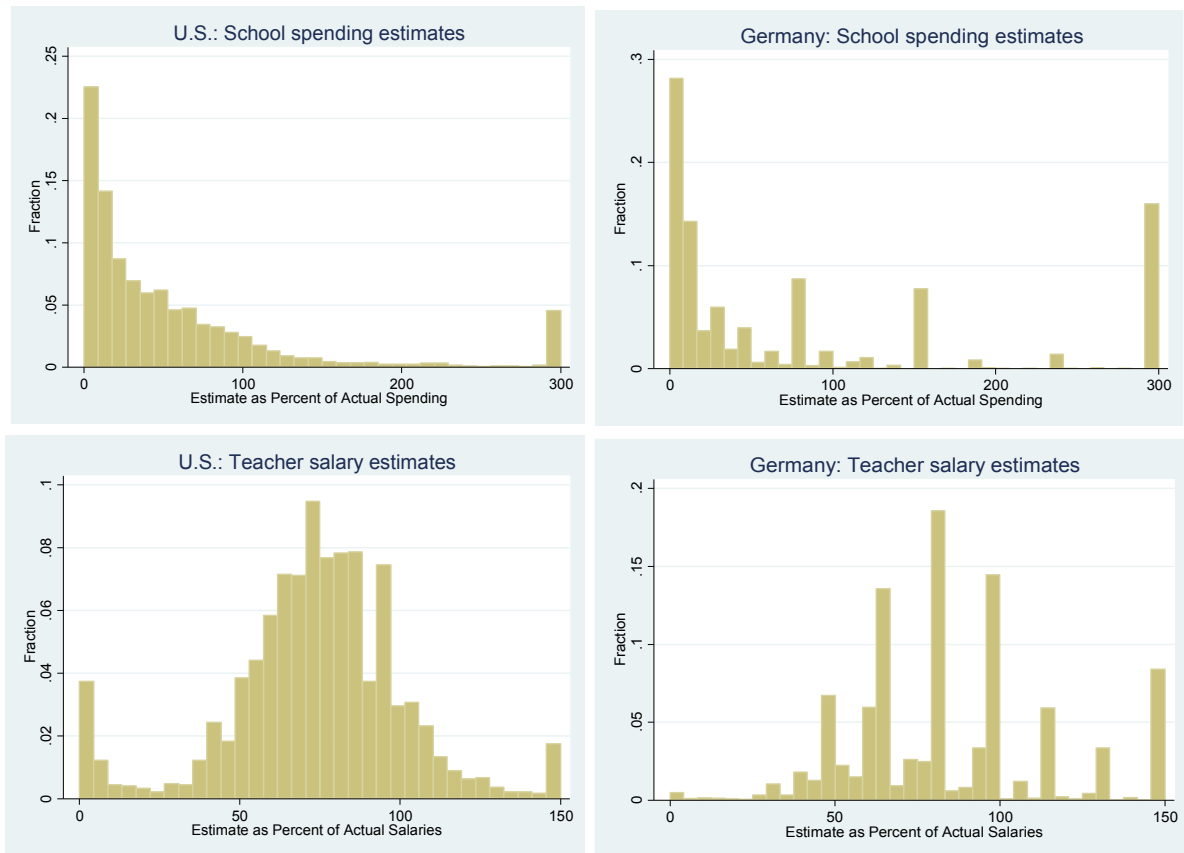 U.S.: School spending estimates
Fraction
0 .05 .1 .15 .2 .25
0 100 200 300
Estimate as Percent of Actual Spending
Germany: School spending estimates
Fraction
0 .1 .2 .3
0 100 200 300
Estimate as Percent of Actual Spending
U.S.: Teacher salary estimates
Fraction
0 .02 .04 .06 .08 .1
0 50 100 150
Estimate as Percent of Actual Salaries
Germany: Teacher salary estimates
Fraction
0 .05 .1 .15 .2
0 50 100 150
Estimate as Percent of Actual Salaries